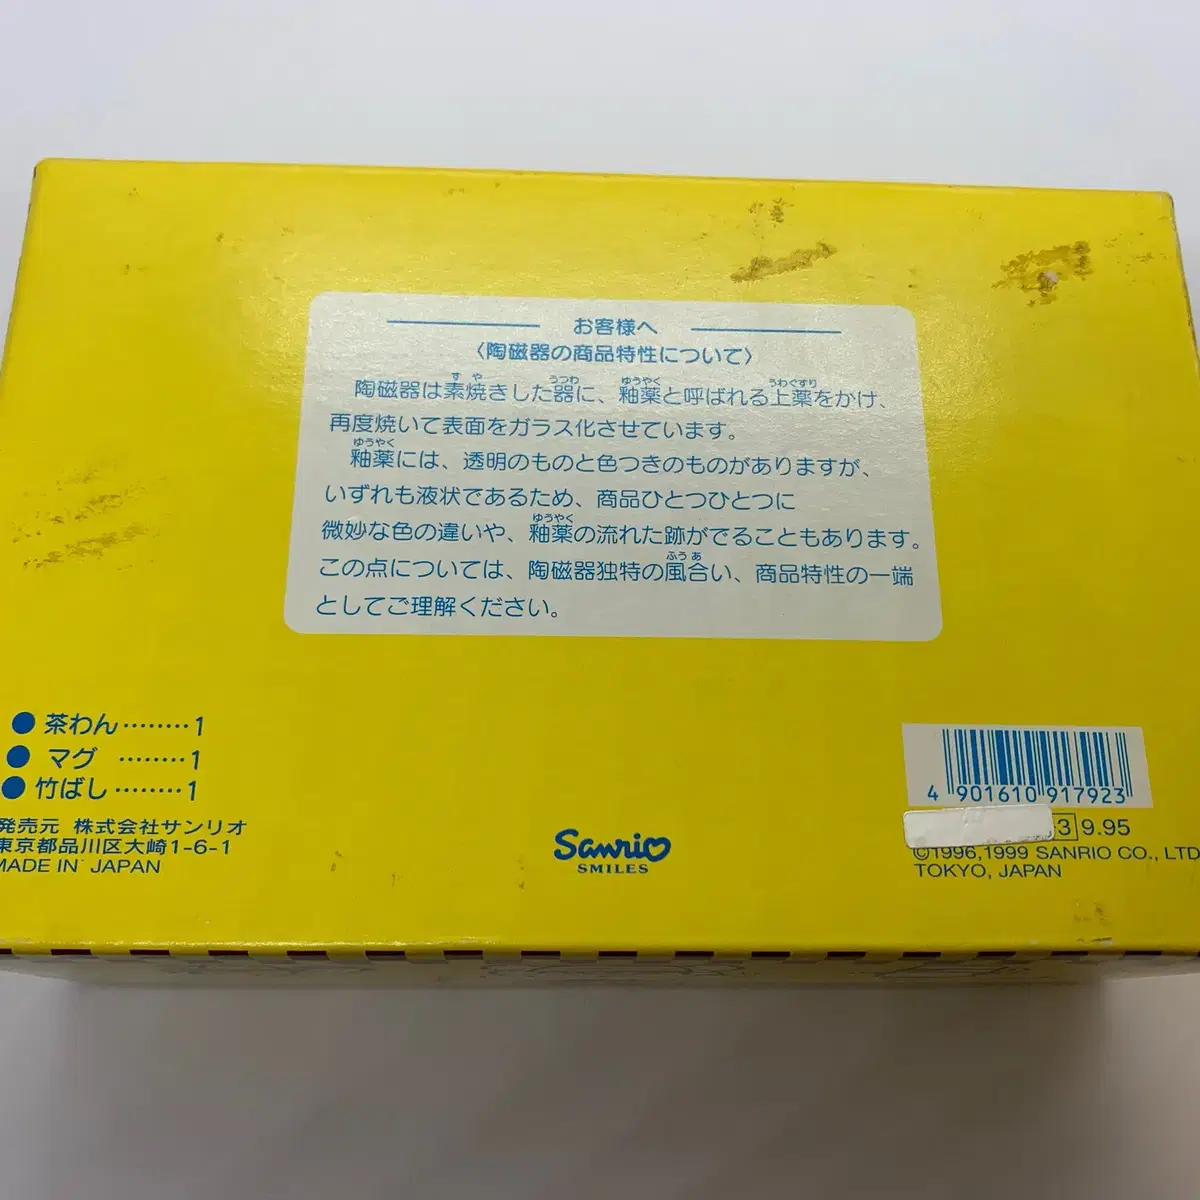 お客様へ
〈陶磁器の商品特性について〉
陶磁器は素焼きした器に、釉薬と呼ばれる上薬をかけ、
再度焼いて表面をガラス化させています。
釉薬には、透明のものと色つきのものがありますが、
いずれも液状であるため、商品ひとつひとつに
微妙な色の違いや、釉薬の流れた跡がでることもあります。
この点については、陶磁器独特の風合い、商品特性の一端
としてご理解ください。
●茶わん………1
●マグ ………1
●竹ばし………1
発売元 株式会社サンリオ
東京都品川区大崎1-6-1
MADE IN JAPAN
Sanrio
SMILES
4 901610 917923
3 9.95
©1996,1999 SANRIO CO., LTD
TOKYO, JAPAN